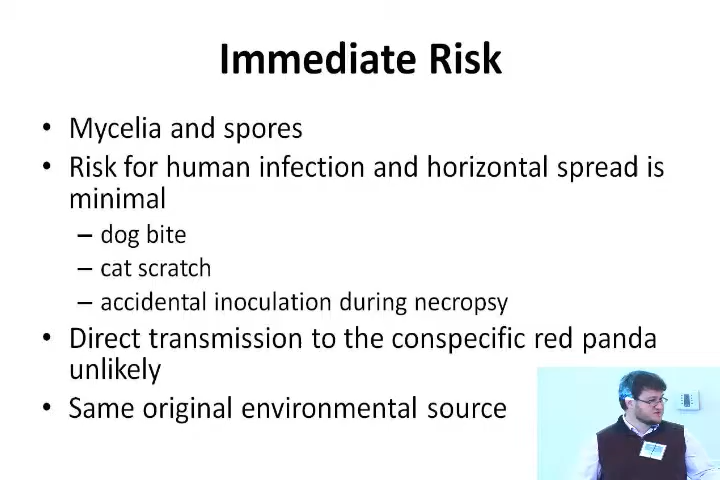 Immediate Risk
• Mycelia and spores
• Risk for human infection and horizontal spread is
minimal
– dog bite
– cat scratch
– accidental inoculation during necropsy
• Direct transmission to the conspecific red panda
unlikely
• Same original environmental source